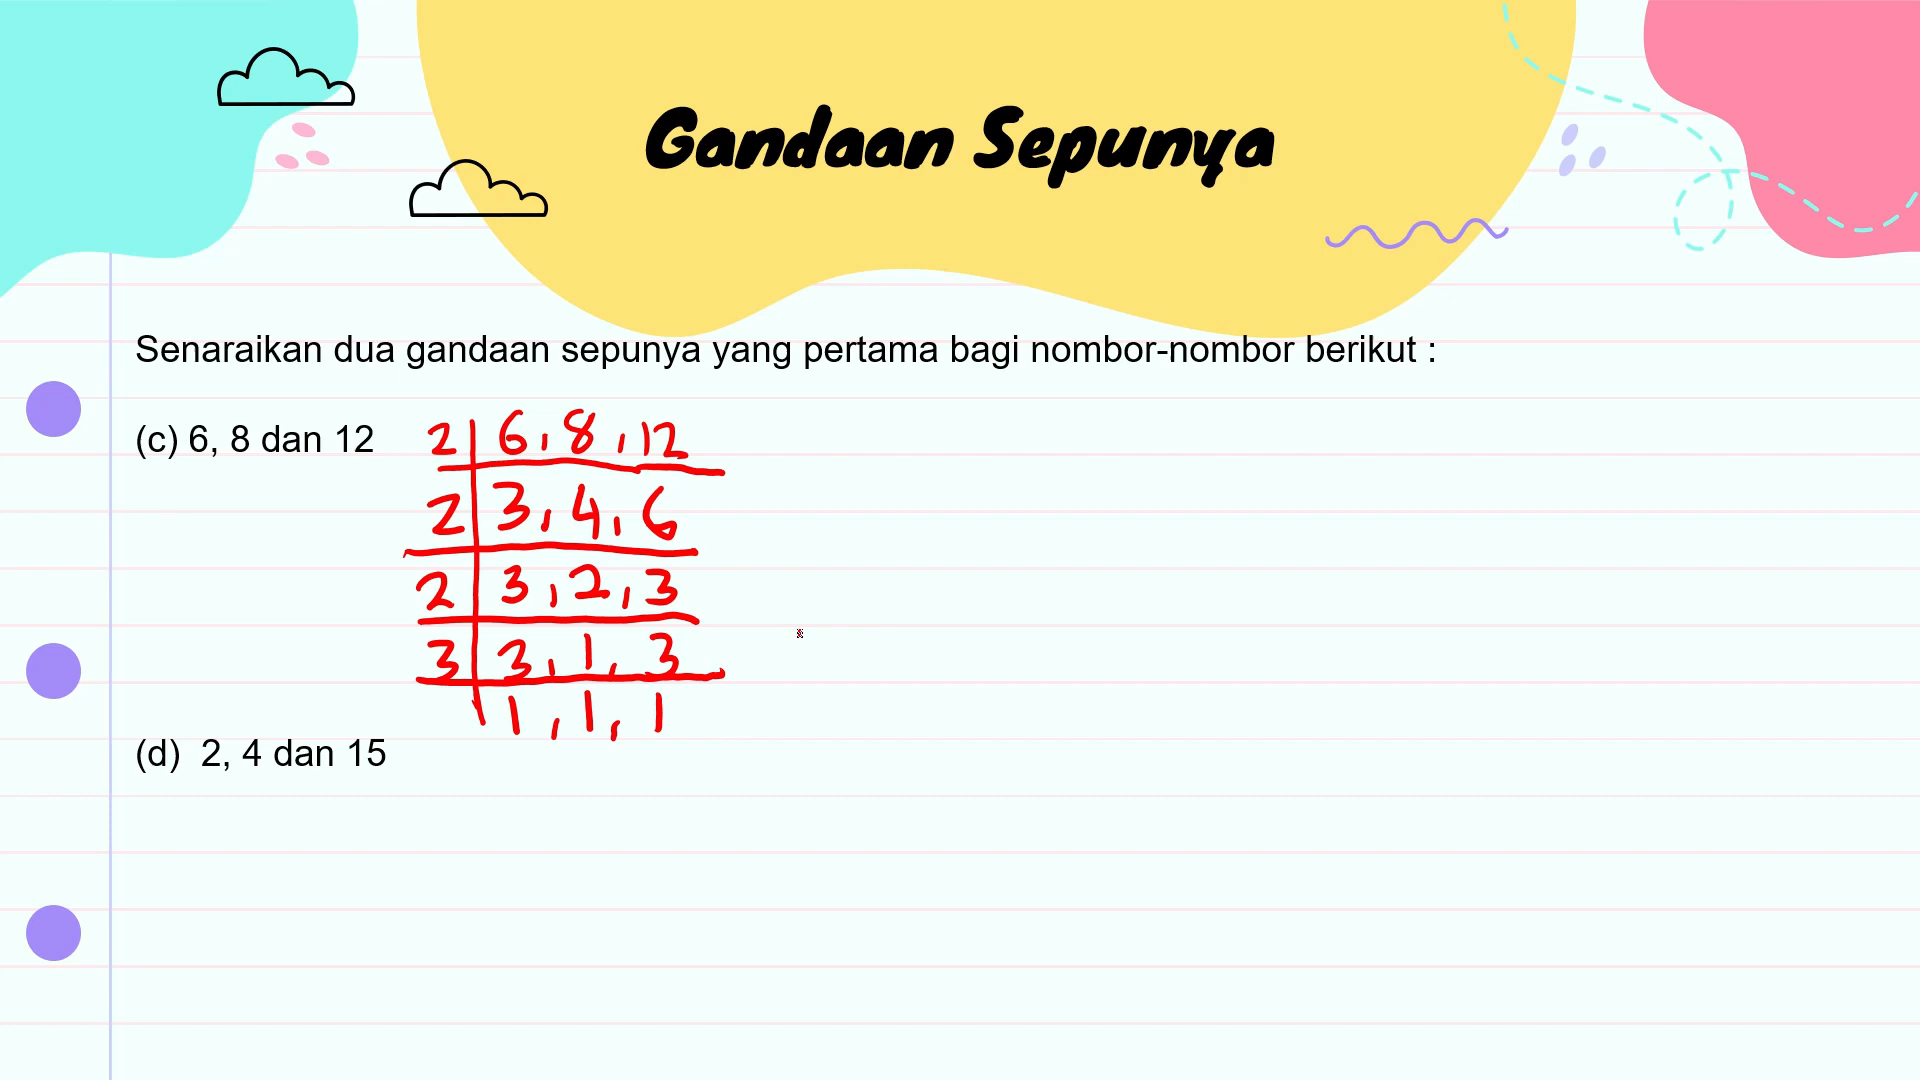 Gandaan Sepunya
Senaraikan dua gandaan sepunya yang pertama bagi nombor-nombor berikut :
(c) 6, 8 dan 12
2 6, 8, 12
2 3, 4, 6
2 3, 2, 3
3 3, 1, 3
1, 1, 1
(d) 2, 4 dan 15